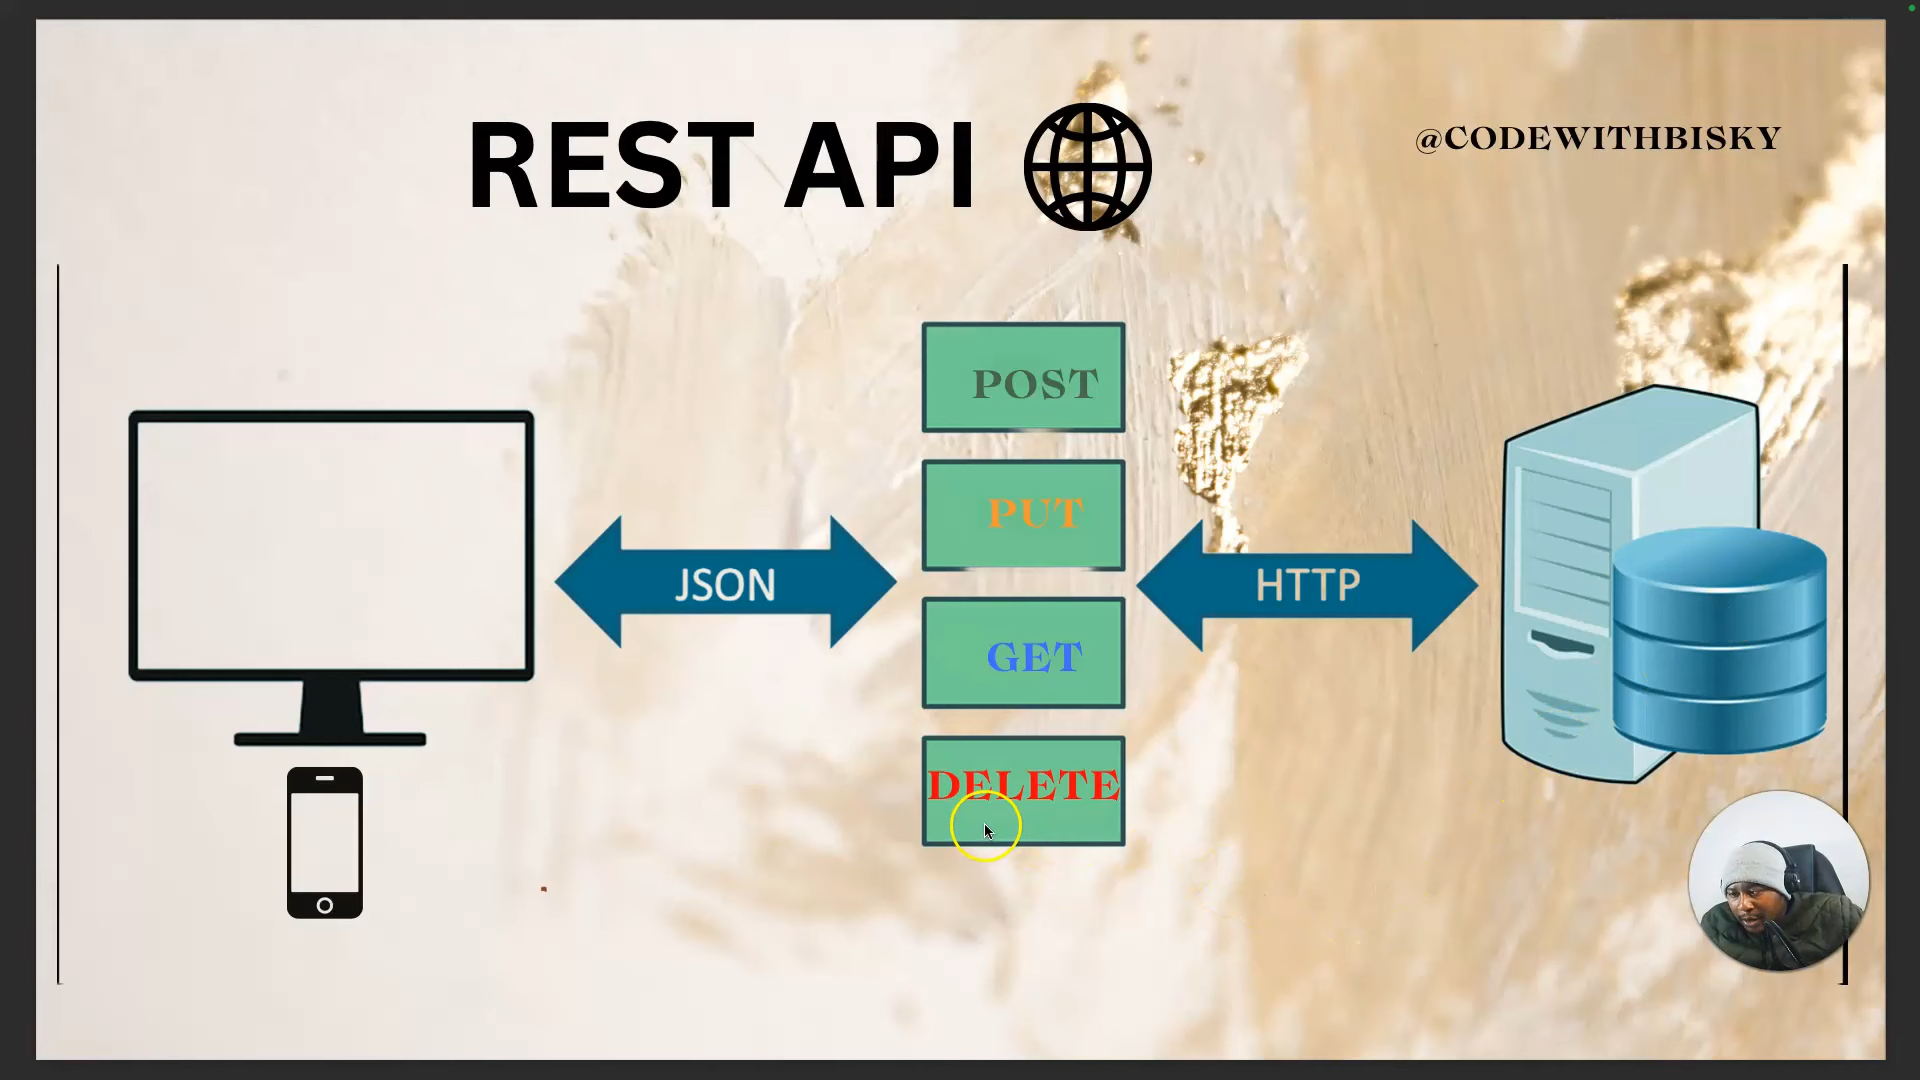 REST API
@CODEWITHBISKY
POST
PUT
JSON
HTTP
GET
DELETE